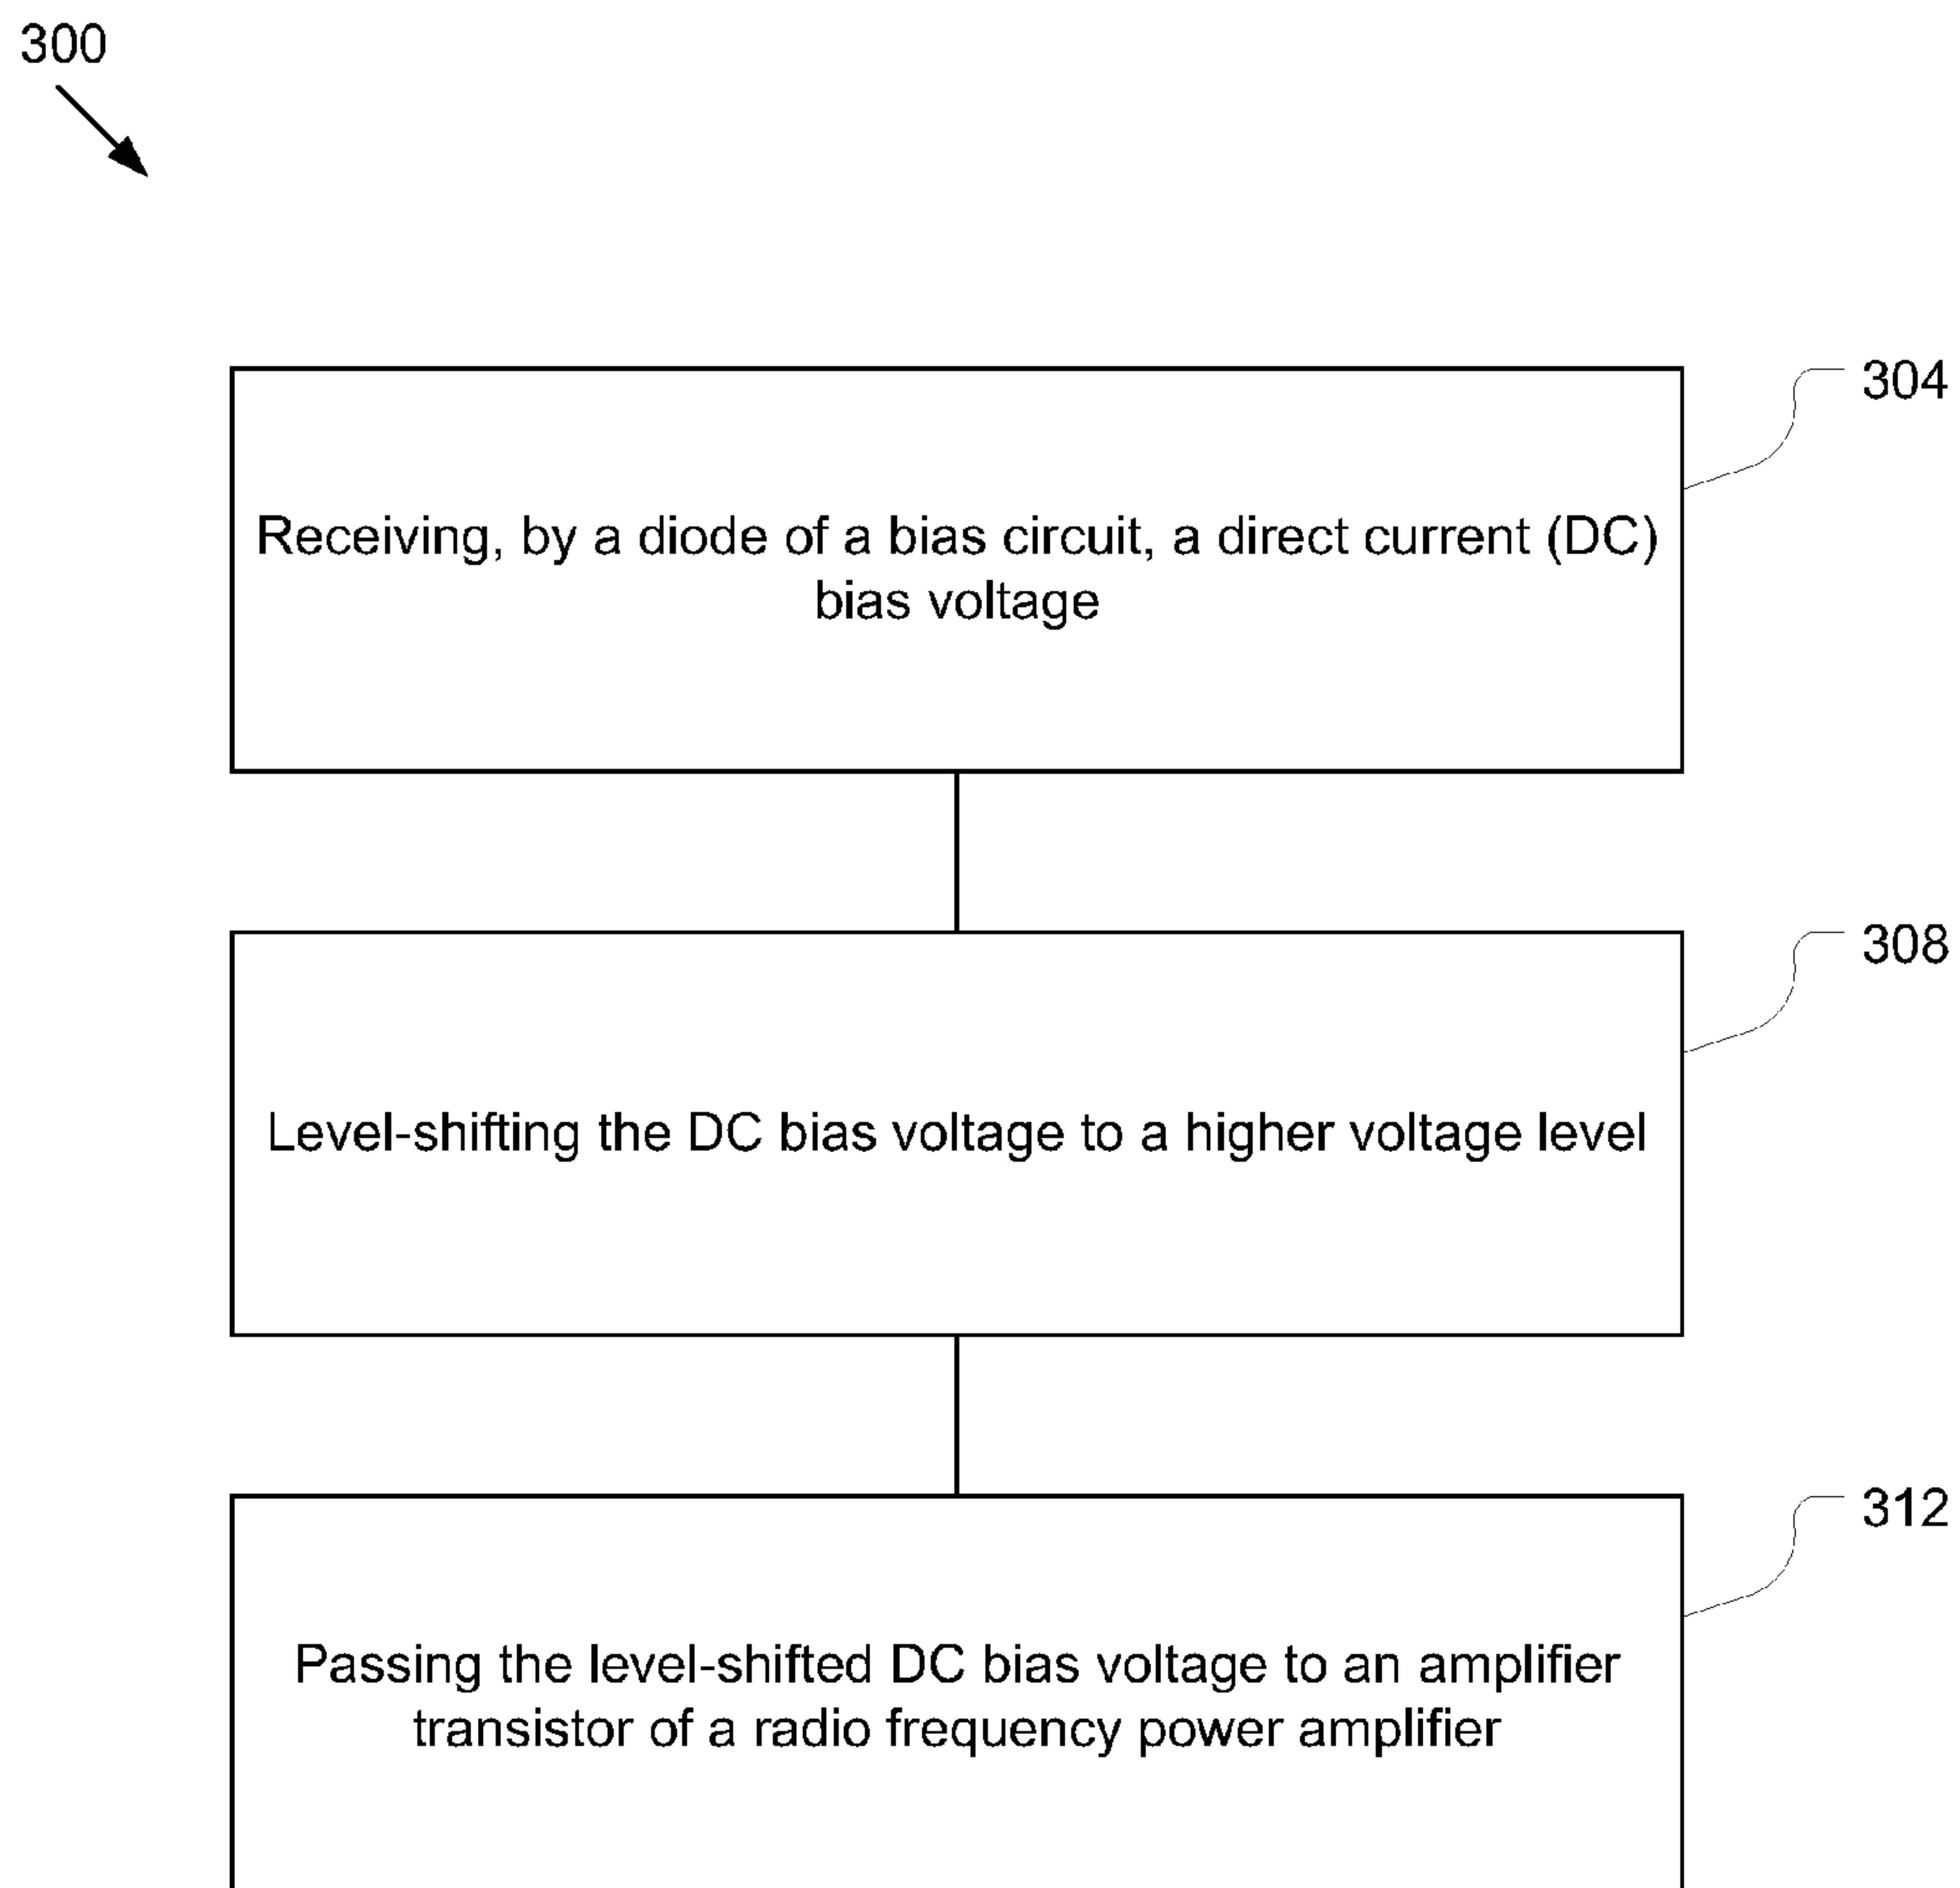 300
304
Receiving, by a diode of a bias circuit, a direct current (DC)
bias voltage
308
Level-shifting the DC bias voltage to a higher voltage level
312
Passing the level-shifted DC bias voltage to an amplifier
transistor of a radio frequency power amplifier